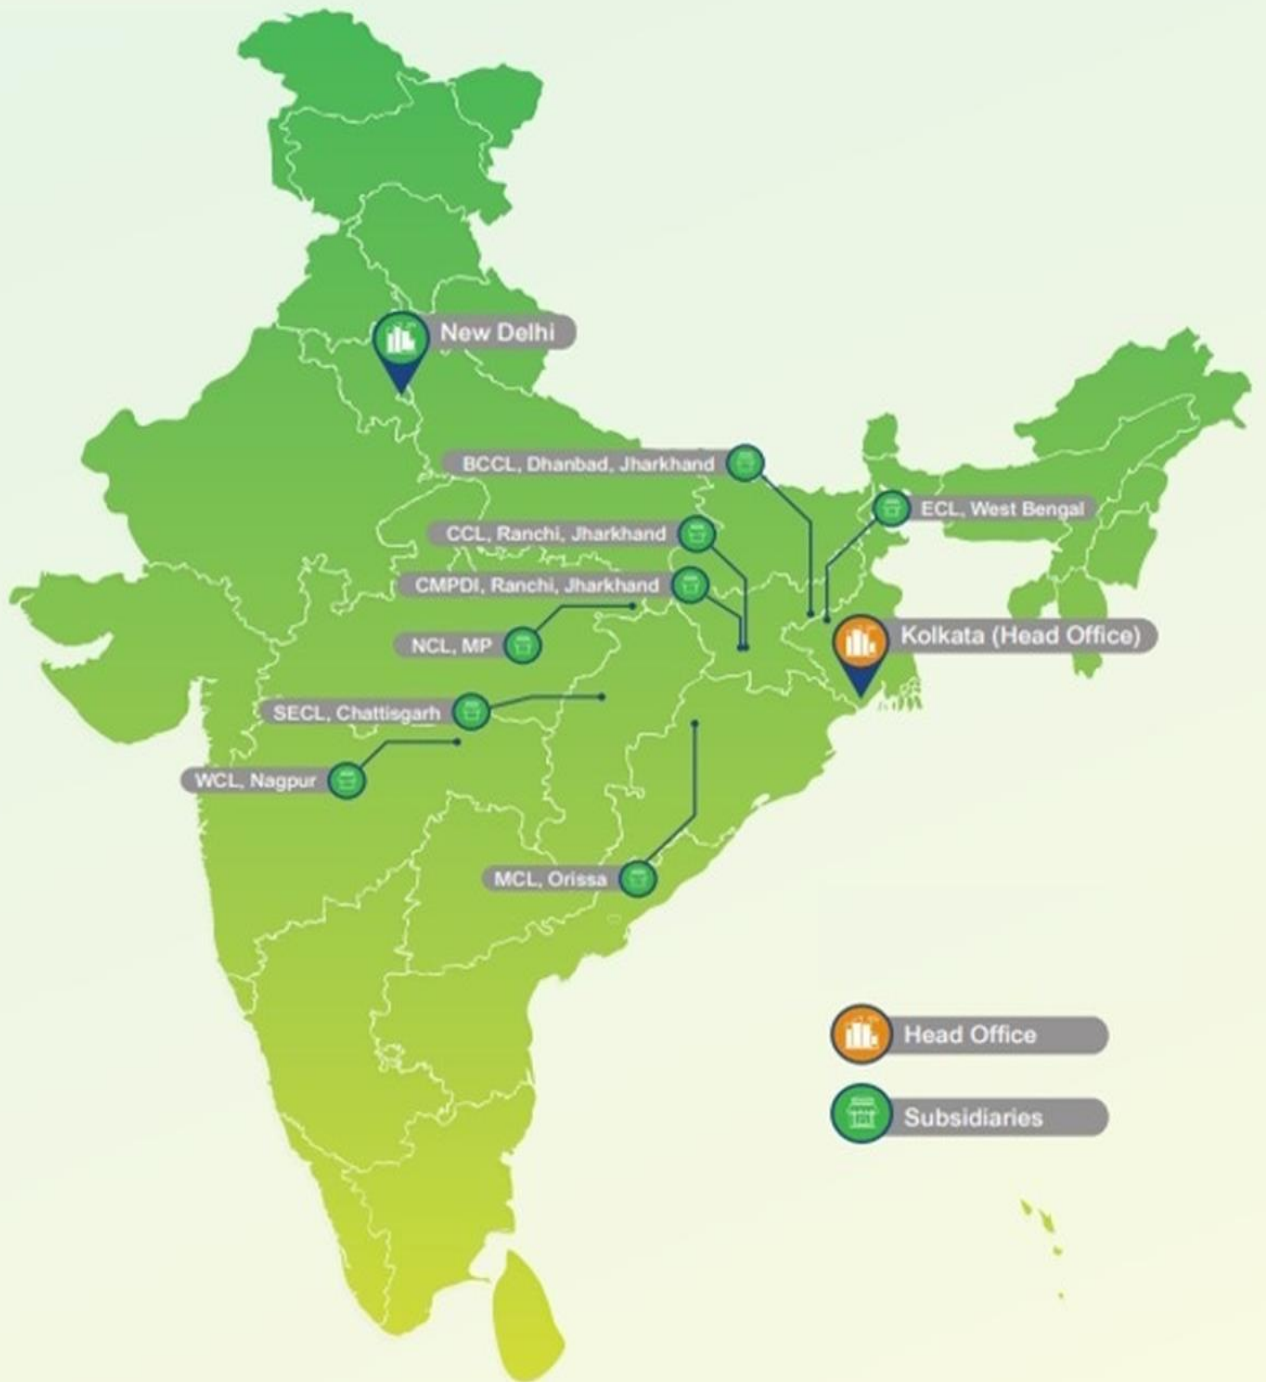 New Delhi
BCCL, Dhanbad, Jharkhand
ECL, West Bengal
CCL, Ranchi, Jharkhand
CMPDI, Ranchi, Jharkhand
Kolkata (Head Office)
NCL, MP
SECL, Chattisgarh
WCL, Nagpur
MCL, Orissa
Head Office
Subsidiaries